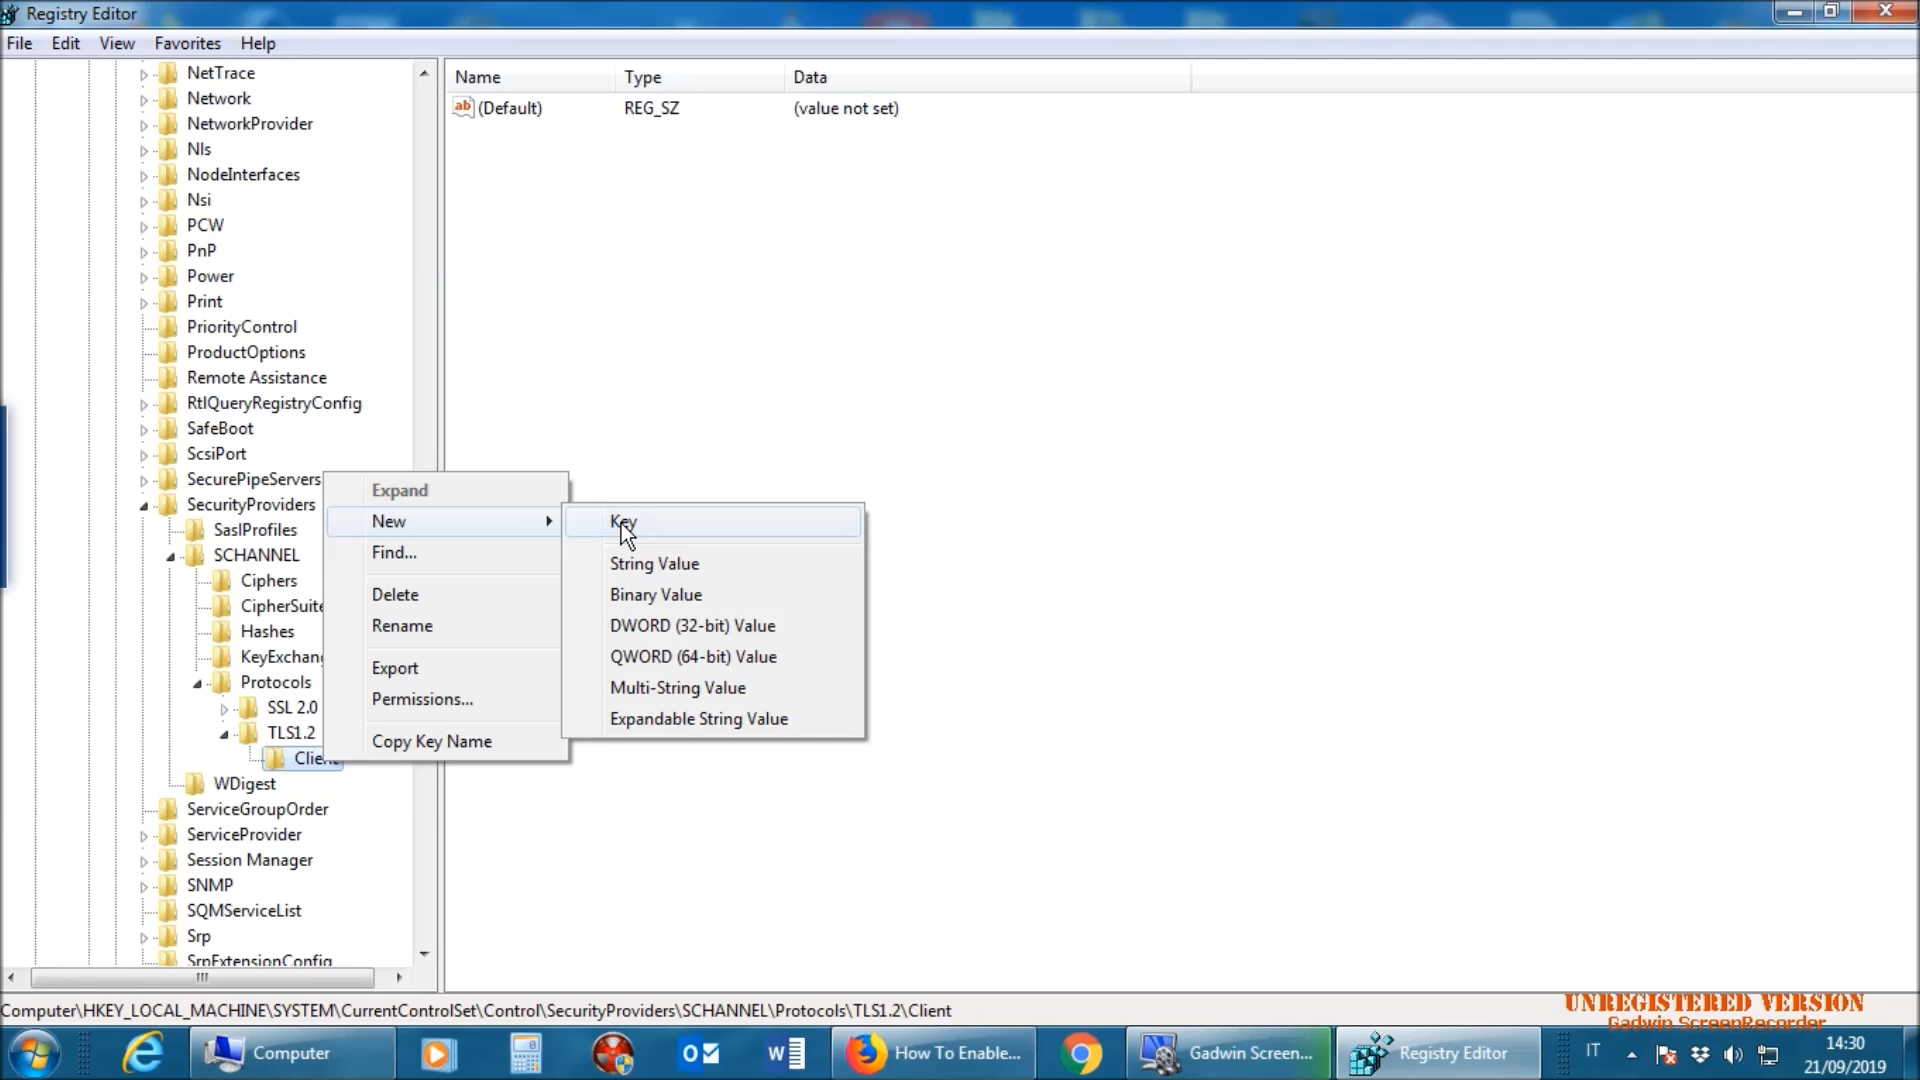 Registry Editor
File Edit View Favorites Help
NetTrace
Network
NetworkProvider
Nls
NodeInterfaces
Nsi
PCW
PnP
Power
Print
PriorityControl
ProductOptions
Remote Assistance
RtlQueryRegistryConfig
SafeBoot
ScsiPort
SecurePipeServers
SecurityProviders
SaslProfiles
SCHANNEL
Ciphers
CipherSuite
Hashes
KeyExchan
Protocols
SSL 2.0
TLS1.2
Client
WDigest
ServiceGroupOrder
ServiceProvider
Session Manager
SNMP
SQMServiceList
Srp
SrpExtensionConfig
Name Type Data
ab (Default) REG_SZ (value not set)
Expand
New
Find...
Delete
Rename
Export
Permissions...
Copy Key Name
Key
String Value
Binary Value
DWORD (32-bit) Value
QWORD (64-bit) Value
Multi-String Value
Expandable String Value
Computer\HKEY_LOCAL_MACHINE\SYSTEM\CurrentControlSet\Control\SecurityProviders\SCHANNEL\Protocols\TLS1.2\Client
UNREGISTERED VERSION
Gadwin ScreenRecorder
Computer
How To Enable...
Gadwin Screen...
Registry Editor
IT
14:30
21/09/2019